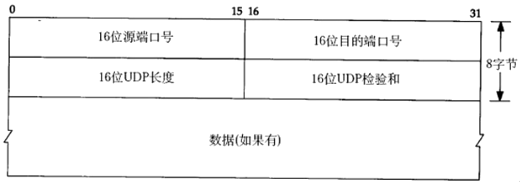 0 15 16 31
16位源端口号 16位目的端口号
8字节
16位UDP长度 16位UDP检验和
数据(如果有)